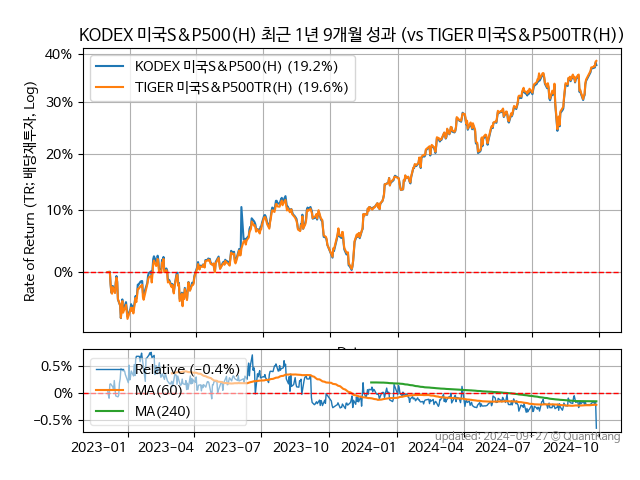 KODEX 미국S&P500(H) 최근 1년 9개월 성과 (vs TIGER 미국S&P500TR(H))
40%
30%
20%
10%
0%
Rate of Return (TR: 배당재투자, Log)
KODEX 미국S&P500(H) (19.2%)
TIGER 미국S&P500TR(H) (19.6%)
0.5%
0%
−0.5%
Relative (−0.4%)
MA(60)
MA(240)
2023−01 2023−04 2023−07 2023−10 2024−01 2024−04 2024−07 2024−10
updated: 2024-09-27 © QuantKang